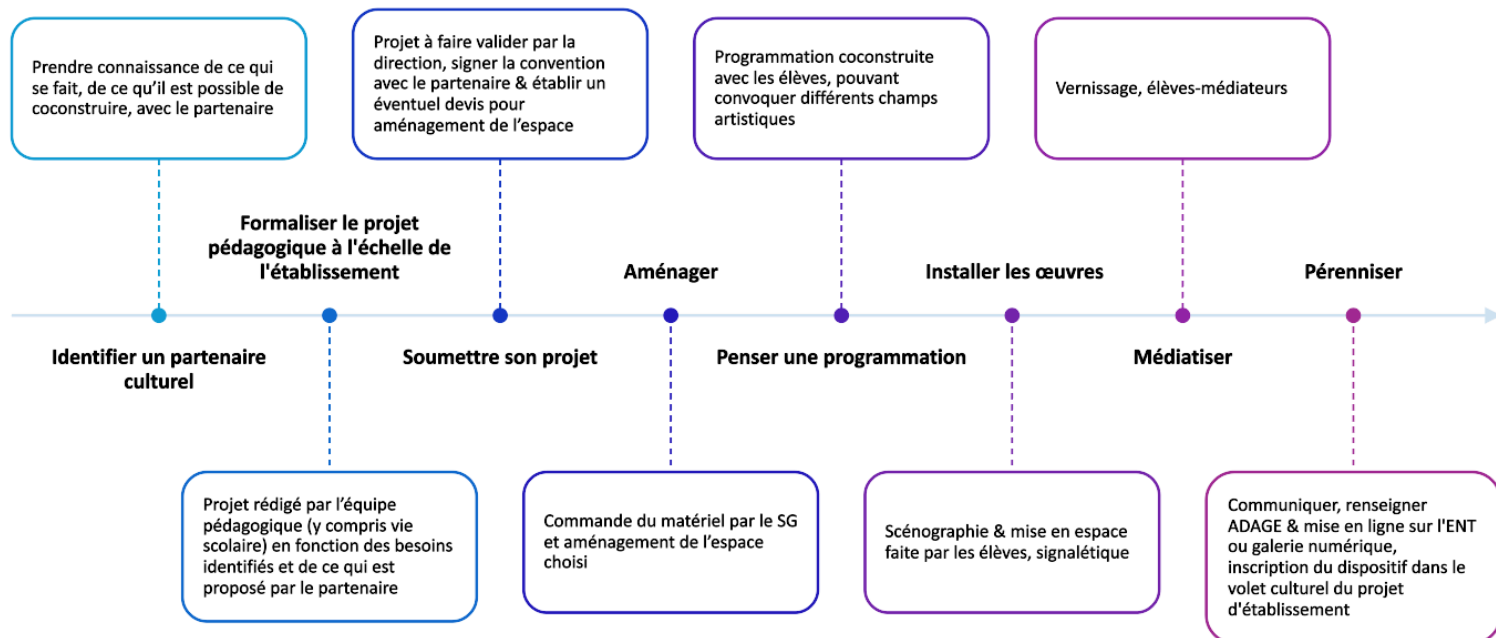 Prendre connaissance de ce qui
se fait, de ce qu'il est possible de
coconstruire, avec le partenaire
Projet à faire valider par la
direction, signer la convention
avec le partenaire & établir un
éventuel devis pour
aménagement de l'espace
Programmation coconstruite
avec les élèves, pouvant
convoquer différents champs
artistiques
Vernissage, élèves-médiateurs
Formaliser le projet
pédagogique à l'échelle de
l'établissement
Aménager
Installer les œuvres
Pérenniser
Identifier un partenaire
culturel
Soumettre son projet
Penser une programmation
Médiatiser
Projet rédigé par l'équipe
pédagogique (y compris vie
scolaire) en fonction des besoins
identifiés et de ce qui est
proposé par le partenaire
Commande du matériel par le SG
et aménagement de l'espace
choisi
Scénographie & mise en espace
faite par les élèves, signalétique
Communiquer, renseigner
ADAGE & mise en ligne sur l'ENT
ou galerie numérique,
inscription du dispositif dans le
volet culturel du projet
d'établissement